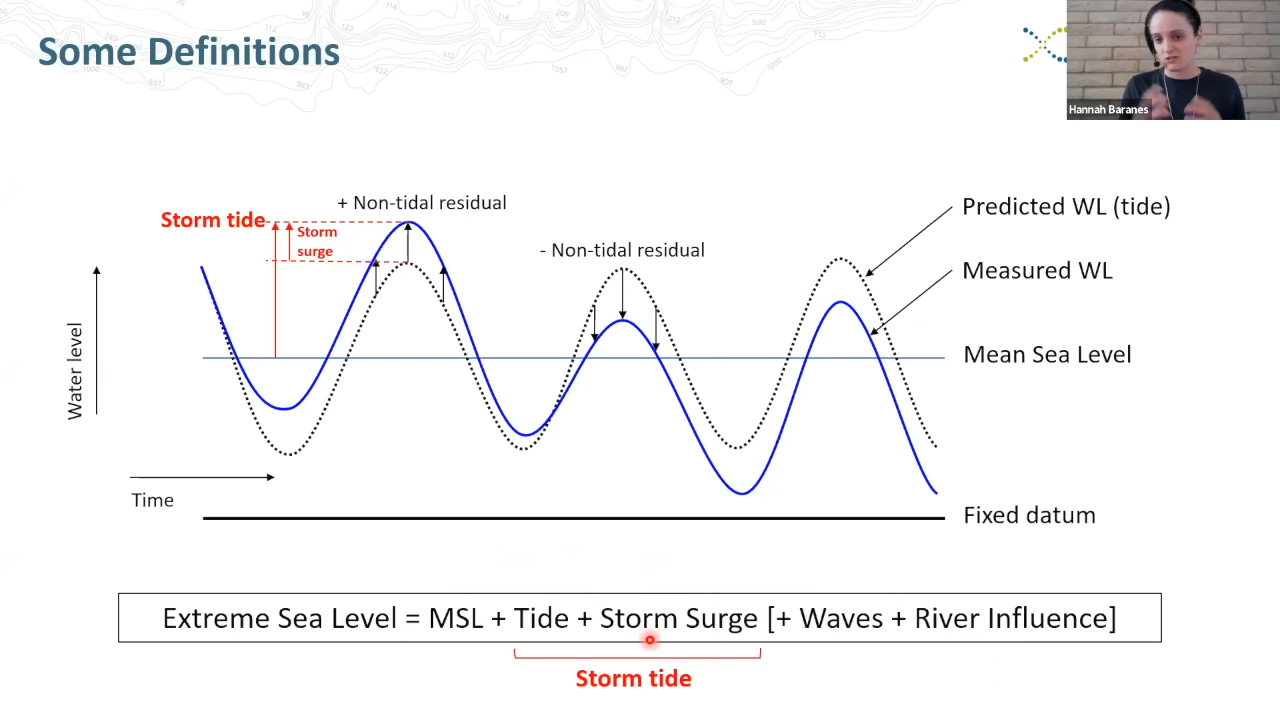 Some Definitions
Hannah Baranes
+ Non-tidal residual
Storm tide
Storm
surge
- Non-tidal residual
Predicted WL (tide)
Measured WL
Mean Sea Level
Water level
Time
Fixed datum
Extreme Sea Level = MSL + Tide + Storm Surge [+ Waves + River Influence]
Storm tide